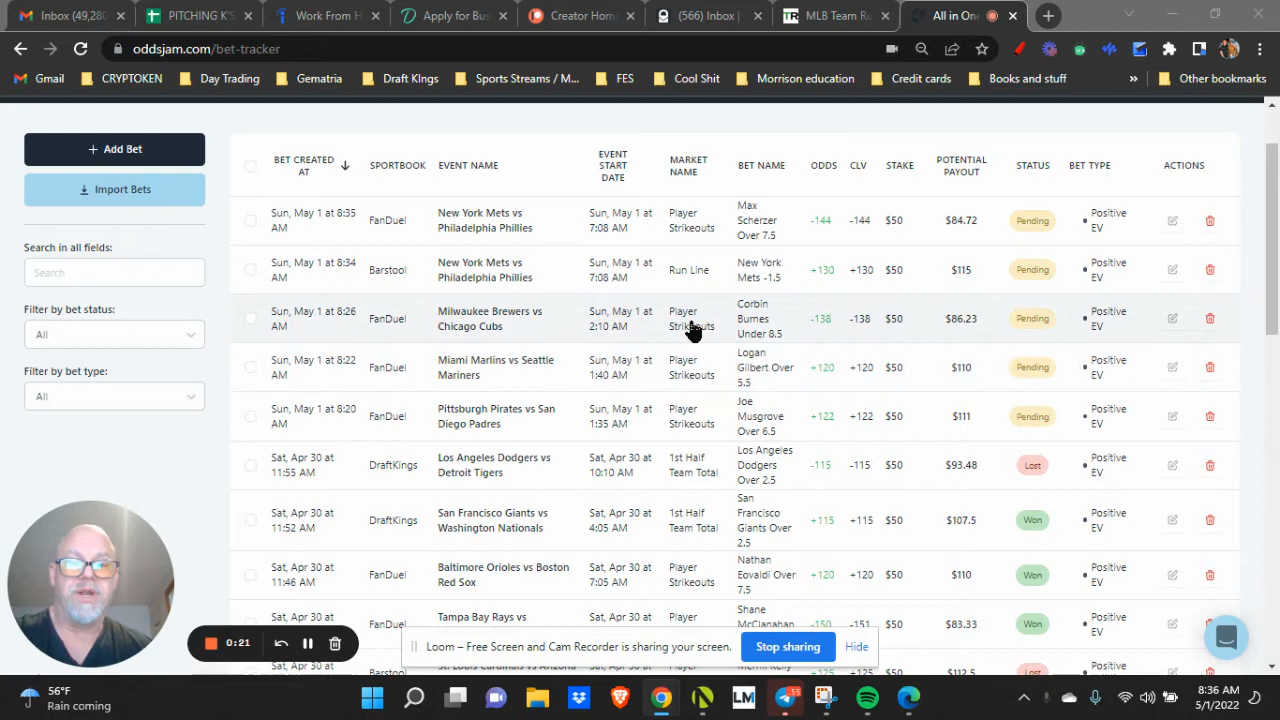 Inbox (49,280
PITCHING K'S
Work From H
Apply for Bus
Creator Hom
(566) Inbox |
MLB Team Ru
All in One
oddsjam.com/bet-tracker
Gmail
CRYPTOKEN
Day Trading
Gematria
Draft KIngs
Sports Streams / M...
FES
Cool Shit
Morrison education
Credit cards
Books and stuff
»
Other bookmarks
+ Add Bet
Import Bets
Search in all fields:
Search
Filter by bet status:
All
Filter by bet type:
All
BET CREATED AT
SPORTBOOK
EVENT NAME
EVENT START DATE
MARKET NAME
BET NAME
ODDS
CLV
STAKE
POTENTIAL PAYOUT
STATUS
BET TYPE
ACTIONS
Sun, May 1 at 8:35 AM FanDuel New York Mets vs Philadelphia Phillies Sun, May 1 at 7:08 AM Player Strikeouts Max Scherzer Over 7.5 -144 -144 $50 $84.72 Pending • Positive EV
Sun, May 1 at 8:34 AM Barstool New York Mets vs Philadelphia Phillies Sun, May 1 at 7:08 AM Run Line New York Mets -1.5 +130 +130 $50 $115 Pending • Positive EV
Sun, May 1 at 8:26 AM FanDuel Milwaukee Brewers vs Chicago Cubs Sun, May 1 at 2:10 AM Player Strikeouts Corbin Burnes Under 8.5 -138 -138 $50 $86.23 Pending • Positive EV
Sun, May 1 at 8:22 AM FanDuel Miami Marlins vs Seattle Mariners Sun, May 1 at 1:40 AM Player Strikeouts Logan Gilbert Over 5.5 +120 +120 $50 $110 Pending • Positive EV
Sun, May 1 at 8:20 AM FanDuel Pittsburgh Pirates vs San Diego Padres Sun, May 1 at 1:35 AM Player Strikeouts Joe Musgrove Over 6.5 +122 +122 $50 $111 Pending • Positive EV
Sat, Apr 30 at 11:55 AM DraftKings Los Angeles Dodgers vs Detroit Tigers Sat, Apr 30 at 10:10 AM 1st Half Team Total Los Angeles Dodgers Over 2.5 -115 -115 $50 $93.48 Lost • Positive EV
Sat, Apr 30 at 11:52 AM DraftKings San Francisco Giants vs Washington Nationals Sat, Apr 30 at 4:05 AM 1st Half Team Total San Francisco Giants Over 2.5 +115 +115 $50 $107.5 Won • Positive EV
Sat, Apr 30 at 11:46 AM FanDuel Baltimore Orioles vs Boston Red Sox Sat, Apr 30 at 7:05 AM Player Strikeouts Nathan Eovaldi Over 7.5 +120 +120 $50 $110 Won • Positive EV
Sat, Apr 30 at FanDuel Tampa Bay Rays vs Sat, Apr 30 at Player Shane McClanahan -150 -151 $50 $83.33 Won • Positive
0:21
Loom – Free Screen and Cam Recorder is sharing your screen.
Stop sharing
Hide
56°F
Rain coming
LM
55
8:36 AM
5/1/2022